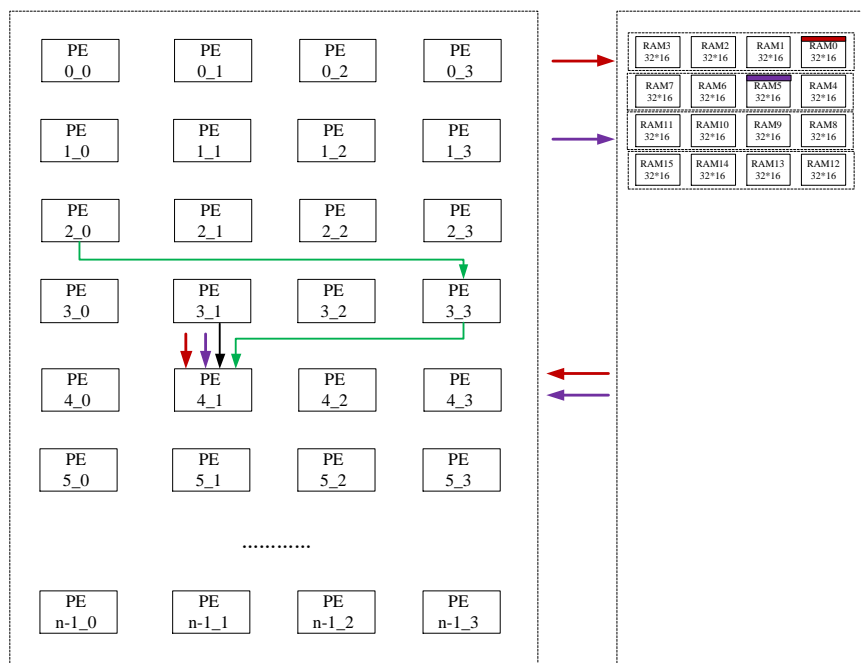 PE
0_0
PE
0_1
PE
0_2
PE
0_3
RAM3
32*16
RAM2
32*16
RAM1
32*16
RAM0
32*16
RAM7
32*16
RAM6
32*16
RAM5
32*16
RAM4
32*16
PE
1_0
PE
1_1
PE
1_2
PE
1_3
RAM11
32*16
RAM10
32*16
RAM9
32*16
RAM8
32*16
RAM15
32*16
RAM14
32*16
RAM13
32*16
RAM12
32*16
PE
2_0
PE
2_1
PE
2_2
PE
2_3
PE
3_0
PE
3_1
PE
3_2
PE
3_3
PE
4_0
PE
4_1
PE
4_2
PE
4_3
PE
5_0
PE
5_1
PE
5_2
PE
5_3
…………
PE
n-1_0
PE
n-1_1
PE
n-1_2
PE
n-1_3